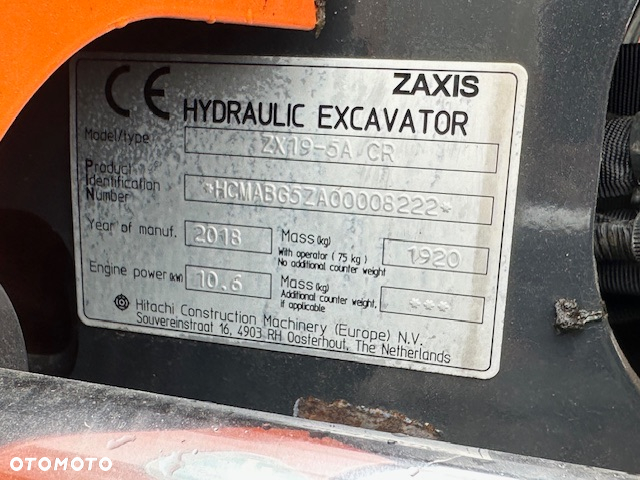 CE ZAXIS
HYDRAULIC EXCAVATOR
Model/type ZX19-5A CR
Product
Identification *HCMABG5ZA00008222*
Number
Year of manuf. 2018 Mass(kg) 1920
With operator ( 75 kg )
No additional counter weight
Engine power(kW) 10.6 Mass(kg) ***
Additional counter weight,
if applicable
Hitachi Construction Machinery (Europe) N.V.
Souvereinstraat 16, 4903 RH Oosterhout, The Netherlands
OTOMOTO